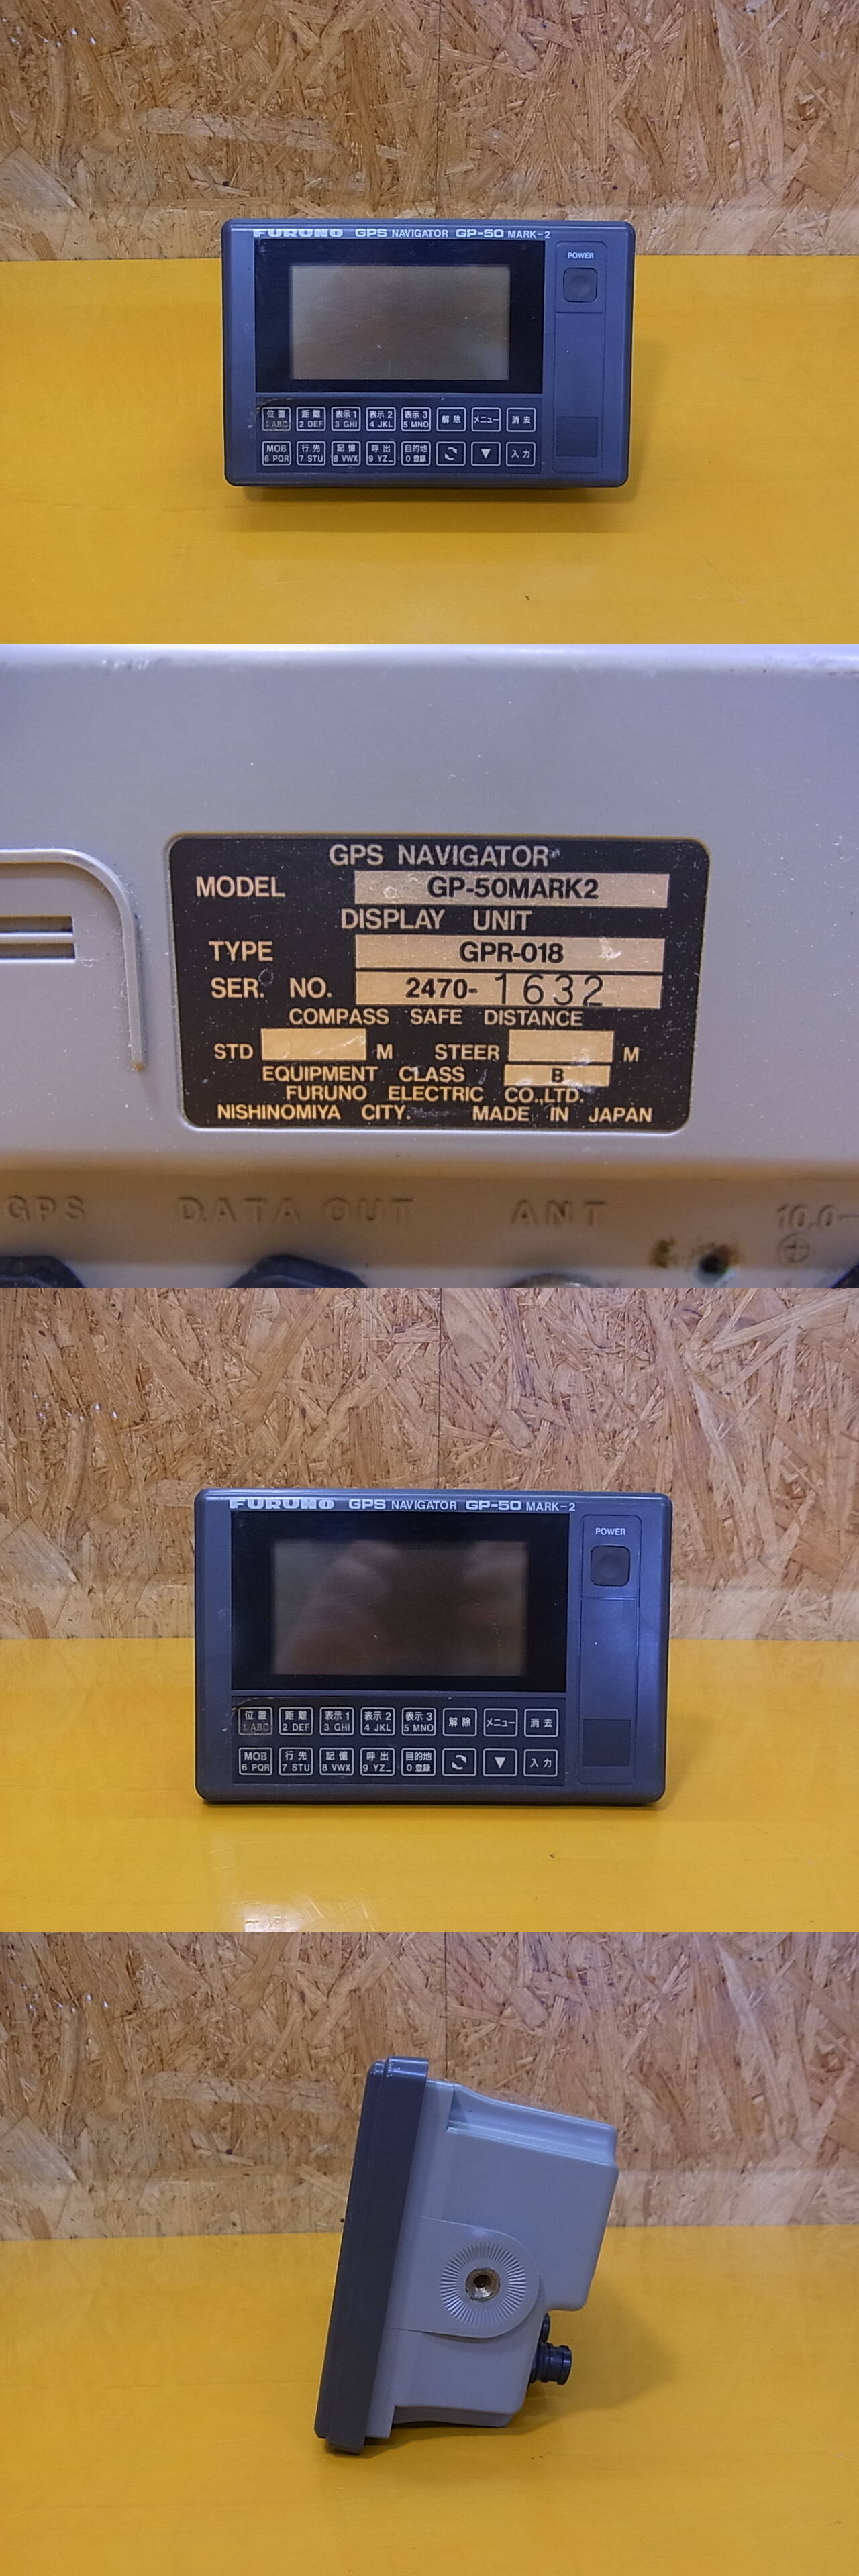 FURUNO GPS NAVIGATOR GP-50 MARK-2
POWER
位置 距離 表示1 表示2 表示3 解除 メニュー 消去
1 ABC 2 DEF 3 GHI 4 JKL 5 MNO
MOB 行先 記憶 呼出 目的地 ▼ 入力
6 PQR 7 STU 8 VWX 9 YZ_ 0 登録
GPS NAVIGATOR
MODEL GP-50MARK2
DISPLAY UNIT
TYPE GPR-018
SER. NO. 2470-1632
COMPASS SAFE DISTANCE
STD M STEER M
EQUIPMENT CLASS B
FURUNO ELECTRIC CO.,LTD.
NISHINOMIYA CITY. MADE IN JAPAN
GPS DATA OUT ANT 10.0-
FURUNO GPS NAVIGATOR GP-50 MARK-2
POWER
位置 距離 表示1 表示2 表示3 解除 メニュー 消去
1 ABC 2 DEF 3 GHI 4 JKL 5 MNO
MOB 行先 記憶 呼出 目的地 ▼ 入力
6 PQR 7 STU 8 VWX 9 YZ_ 0 登録